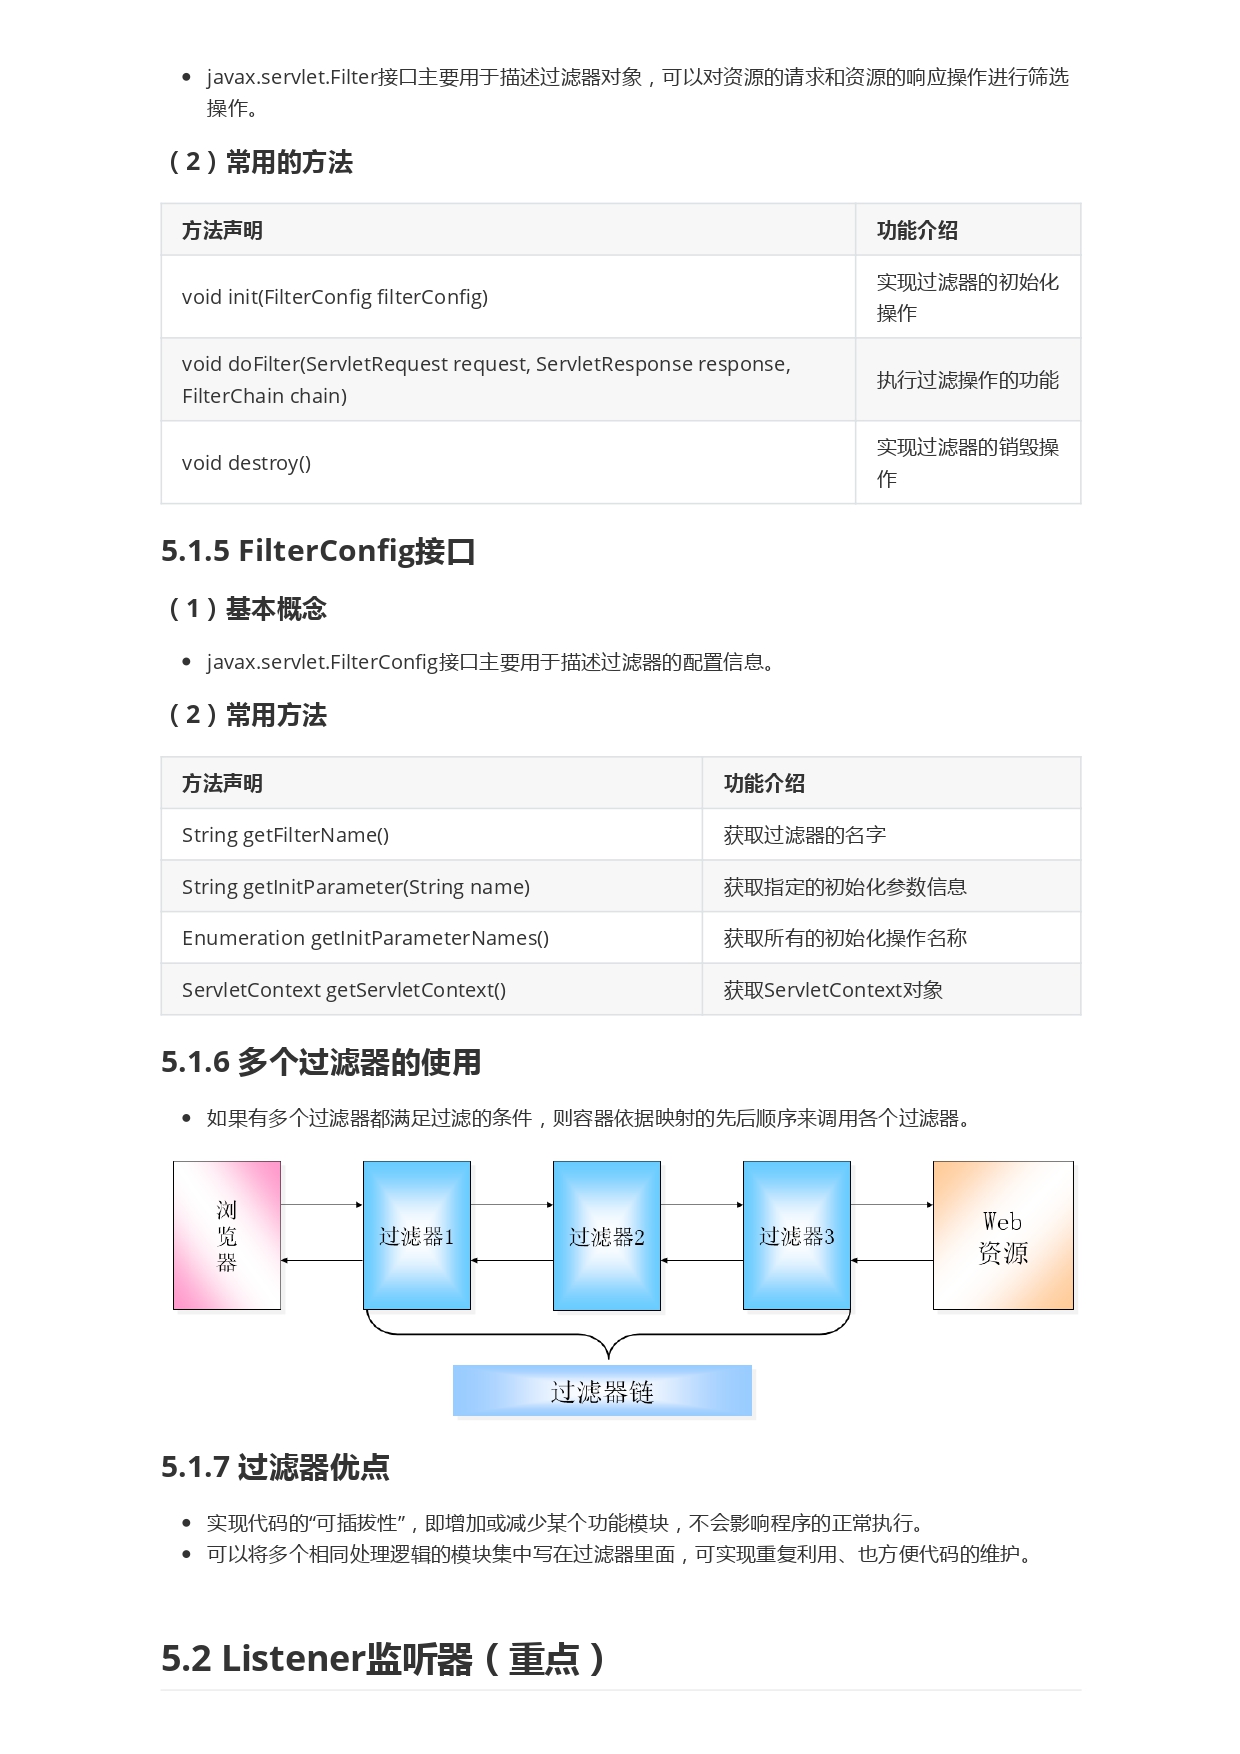 javax.servlet.Filter接口主要用于描述过滤器对象，可以对资源的请求和资源的响应操作进行筛选
操作。
（2）常用的方法
方法声明 功能介绍
void init(FilterConfig filterConfig) 实现过滤器的初始化
操作
void doFilter(ServletRequest request, ServletResponse response,
FilterChain chain) 执行过滤操作的功能
void destroy() 实现过滤器的销毁操
作
5.1.5 FilterConfig接口
（1）基本概念
javax.servlet.FilterConfig接口主要用于描述过滤器的配置信息。
（2）常用方法
方法声明 功能介绍
String getFilterName() 获取过滤器的名字
String getInitParameter(String name) 获取指定的初始化参数信息
Enumeration getInitParameterNames() 获取所有的初始化操作名称
ServletContext getServletContext() 获取ServletContext对象
5.1.6 多个过滤器的使用
如果有多个过滤器都满足过滤的条件，则容器依据映射的先后顺序来调用各个过滤器。
浏
览
器
过滤器1
过滤器2
过滤器3
Web
资源
过滤器链
5.1.7 过滤器优点
实现代码的“可插拔性”，即增加或减少某个功能模块，不会影响程序的正常执行。
可以将多个相同处理逻辑的模块集中写在过滤器里面，可实现重复利用、也方便代码的维护。
5.2 Listener监听器（重点）